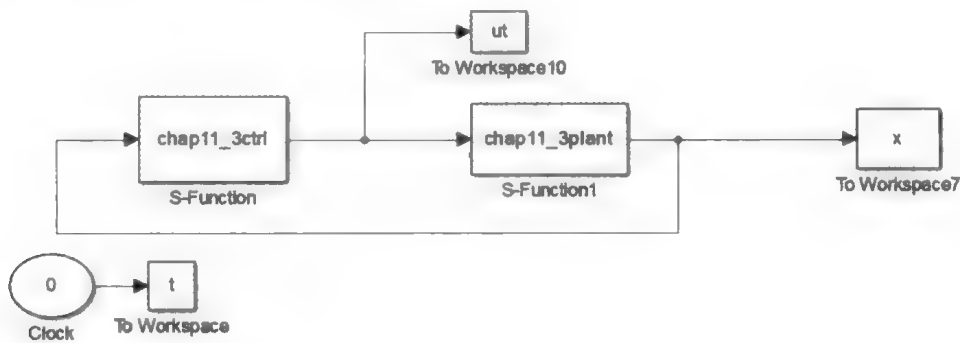 ut
To Workspace10
chap11_3ctrl
S-Function
chap11_3plant
S-Function1
x
To Workspace7
0
Clock
t
To Workspace